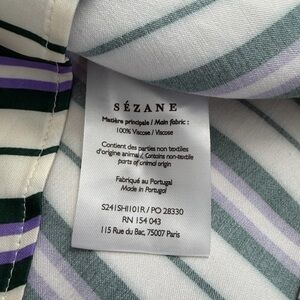 SÉZANE
Matière principale / Main fabric :
100% Viscose / Viscose
Contient des parties non textiles
d'origine animal / Contains non-textile
parts of animal origin
Fabriqué au Portugal
Made in Portugal
S241SHI101R / PO 28330
RN 154 043
115 Rue du Bac, 75007 Paris